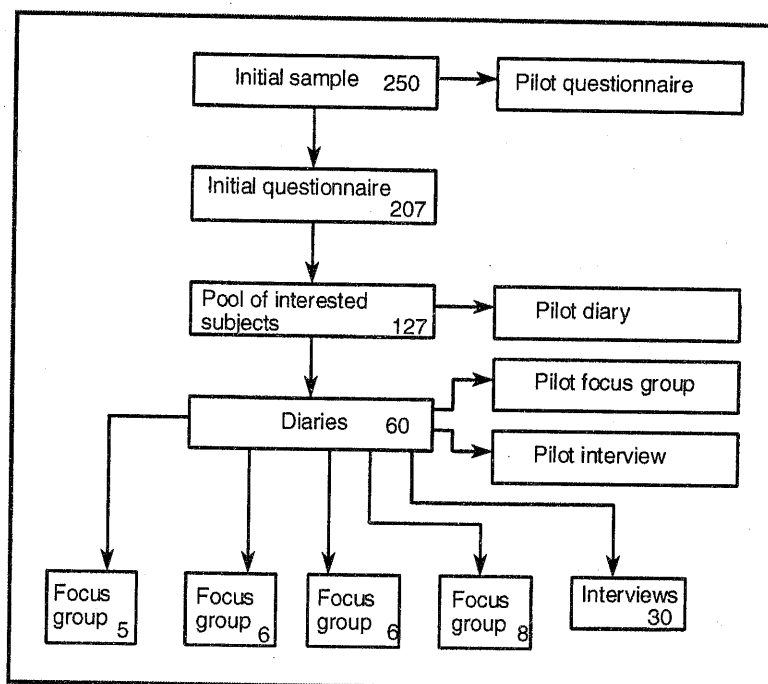 Initial sample 250
Pilot questionnaire
Initial questionnaire
207
Pool of interested
subjects 127
Pilot diary
Pilot focus group
Diaries 60
Pilot interview
Focus
group 5
Focus
group 6
Focus
group 6
Focus
group 8
Interviews
30